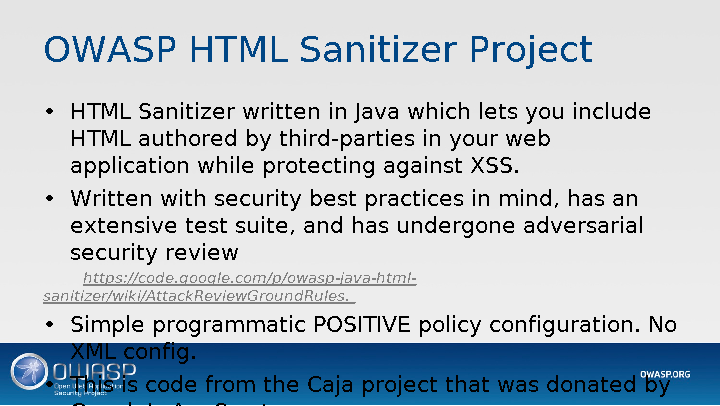 OWASP HTML Sanitizer Project
• HTML Sanitizer written in Java which lets you include
HTML authored by third-parties in your web
application while protecting against XSS.
• Written with security best practices in mind, has an
extensive test suite, and has undergone adversarial
security review
https://code.google.com/p/owasp-java-html-
sanitizer/wiki/AttackReviewGroundRules.
• Simple programmatic POSITIVE policy configuration. No
XML config.
• This is code from the Caja project that was donated by
OWASP
Open Web Application
Security Project
OWASP.ORG